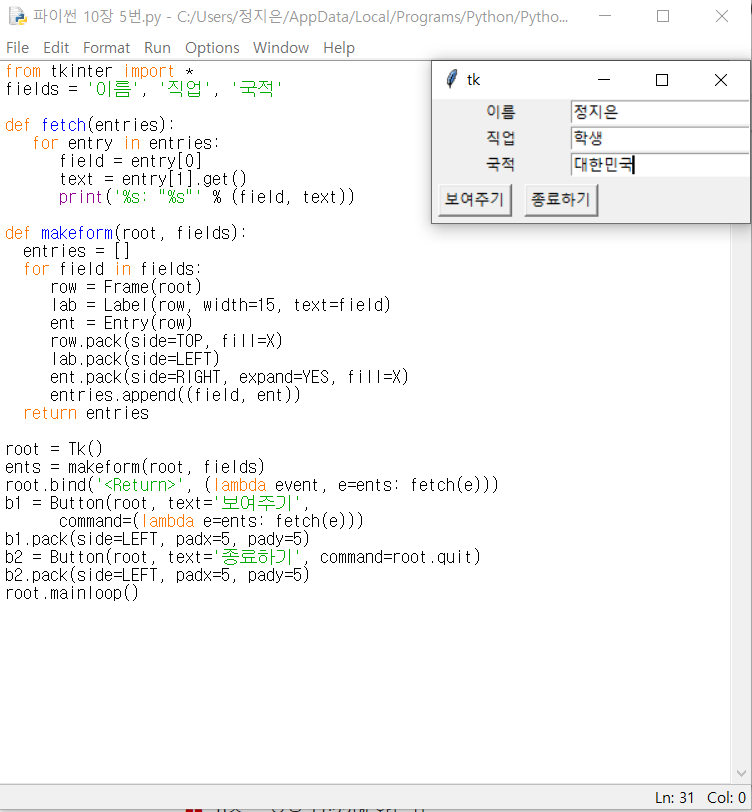 파이썬 10장 5번.py - C:/Users/정지은/AppData/Local/Programs/Python/Pytho...
File Edit Format Run Options Window Help
from tkinter import *
fields = '이름', '직업', '국적'
def fetch(entries):
for entry in entries:
field = entry[0]
text = entry[1].get()
print('%s: "%s"' % (field, text))
def makeform(root, fields):
entries = []
for field in fields:
row = Frame(root)
lab = Label(row, width=15, text=field)
ent = Entry(row)
row.pack(side=TOP, fill=X)
lab.pack(side=LEFT)
ent.pack(side=RIGHT, expand=YES, fill=X)
entries.append((field, ent))
return entries
root = Tk()
ents = makeform(root, fields)
root.bind('<Return>', (lambda event, e=ents: fetch(e)))
b1 = Button(root, text='보여주기',
command=(lambda e=ents: fetch(e)))
b1.pack(side=LEFT, padx=5, pady=5)
b2 = Button(root, text='종료하기', command=root.quit)
b2.pack(side=LEFT, padx=5, pady=5)
root.mainloop()
tk
이름 정지은
직업 학생
국적 대한민국
보여주기 종료하기
Ln: 31 Col: 0